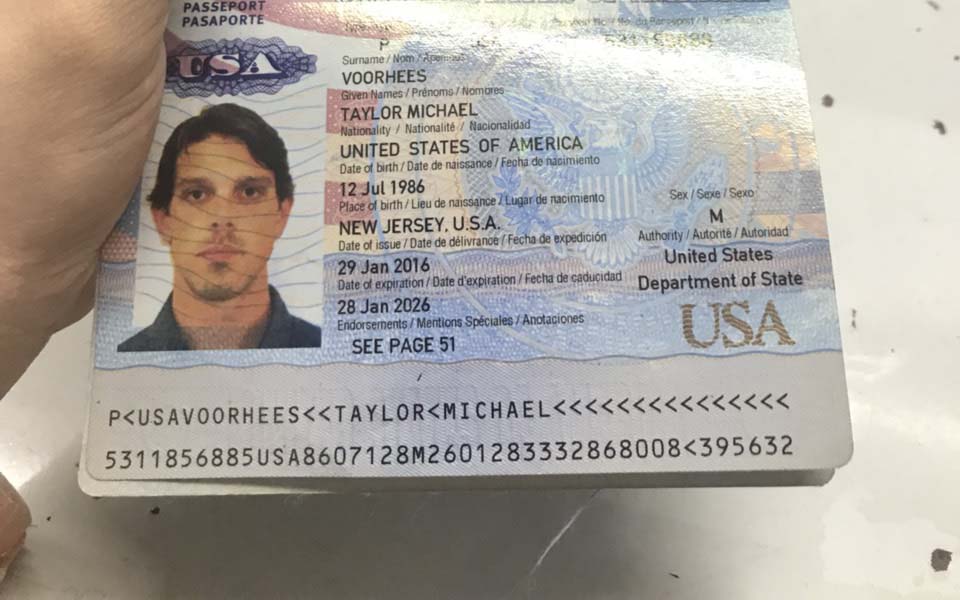 PASSEPORT
PASAPORTE
USA
Surname / Nom / Apellidos
VOORHEES
Given Names / Prénoms / Nombres
TAYLOR MICHAEL
Nationality / Nationalité / Nacionalidad
UNITED STATES OF AMERICA
Date of birth / Date de naissance / Fecha de nacimiento
12 Jul 1986
Place of birth / Lieu de naissance / Lugar de nacimiento
Sex / Sexe / Sexo
NEW JERSEY, U.S.A.
M
Date of issue / Date de délivrance / Fecha de expedición
Authority / Autorité / Autoridad
29 Jan 2016
United States
Date of expiration / Date d'expiration / Fecha de caducidad
Department of State
28 Jan 2026
USA
Endorsements / Mentions Spéciales / Anotaciones
SEE PAGE 51
P<USAVOORHEES<<TAYLOR<MICHAEL<<<<<<<<<<<<<<<
5311856885USA8607128M2601283332868008<395632